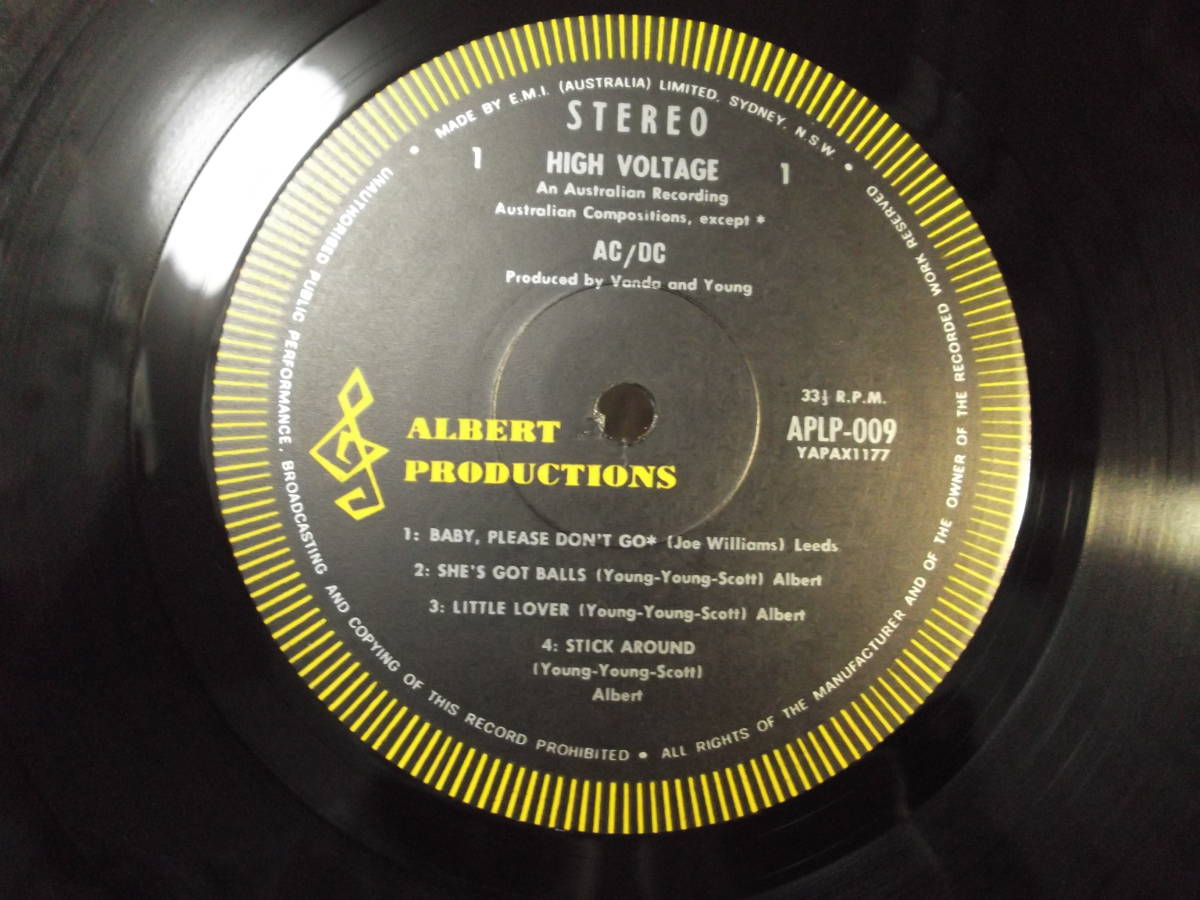 MADE BY E.M.I. (AUSTRALIA) LIMITED, SYDNEY, N.S.W. •
STEREO
1 HIGH VOLTAGE 1
An Australian Recording
Australian Compositions, except *
AC/DC
Produced by Vanda and Young
33⅓ R.P.M.
APLP-009
YAPAX1177
ALBERT
PRODUCTIONS
1: BABY, PLEASE DON'T GO* (Joe Williams) Leeds
2: SHE'S GOT BALLS (Young-Young-Scott) Albert
3: LITTLE LOVER (Young-Young-Scott) Albert
4: STICK AROUND
(Young-Young-Scott)
Albert
UNAUTHORISED PUBLIC PERFORMANCE, BROADCASTING AND COPYING OF THIS RECORD PROHIBITED • ALL RIGHTS OF THE MANUFACTURER AND OF THE OWNER OF THE RECORDED WORK RESERVED •